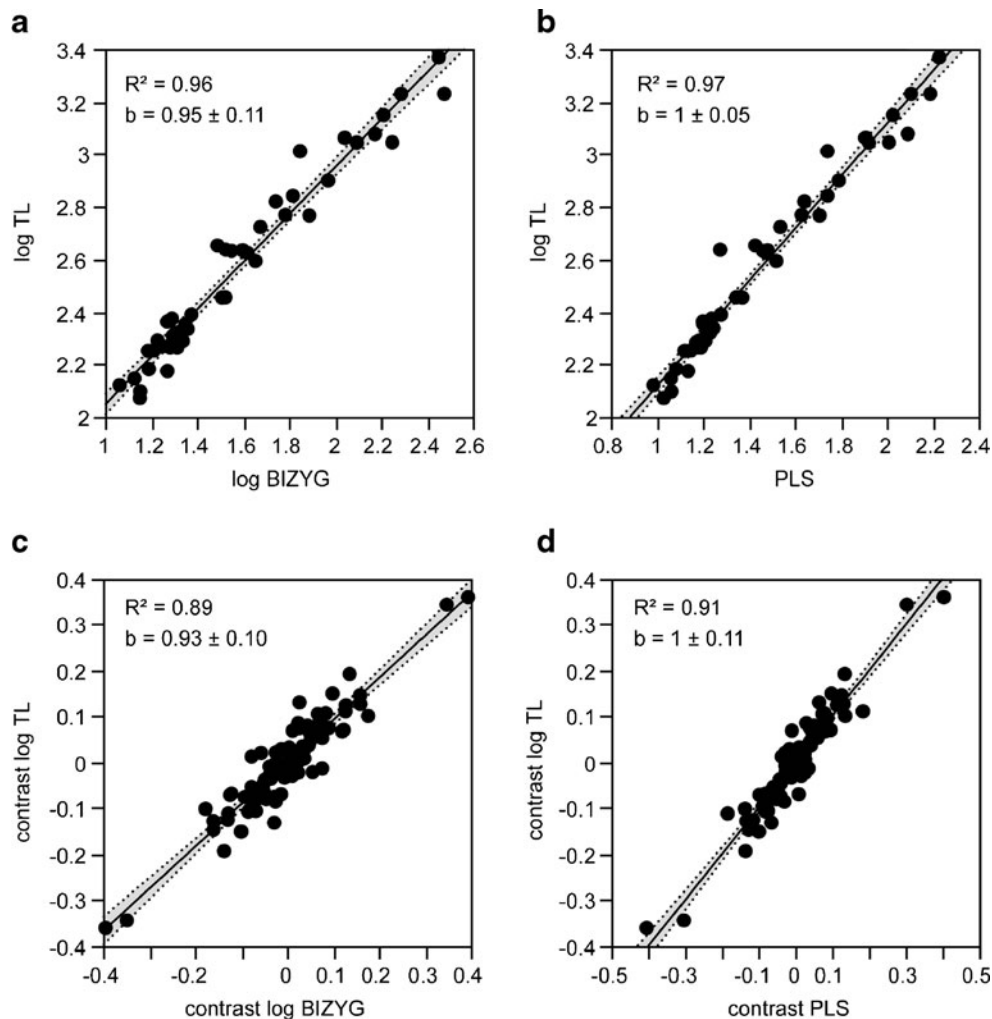 a
3.4
3.2
3
2.8
2.6
2.4
2.2
2
log TL
R² = 0.96
b = 0.95 ± 0.11
1 1.2 1.4 1.6 1.8 2 2.2 2.4 2.6
log BIZYG
b
3.4
3.2
3
2.8
2.6
2.4
2.2
2
log TL
R² = 0.97
b = 1 ± 0.05
0.8 1 1.2 1.4 1.6 1.8 2 2.2 2.4
PLS
c
0.4
0.3
0.2
0.1
0
-0.1
-0.2
-0.3
-0.4
contrast log TL
R² = 0.89
b = 0.93 ± 0.10
-0.4 -0.2 0 0.2 0.4
contrast log BIZYG
d
0.4
0.3
0.2
0.1
0
-0.1
-0.2
-0.3
-0.4
contrast log TL
R² = 0.91
b = 1 ± 0.11
-0.5 -0.3 -0.1 0 0.1 0.3 0.5
contrast PLS